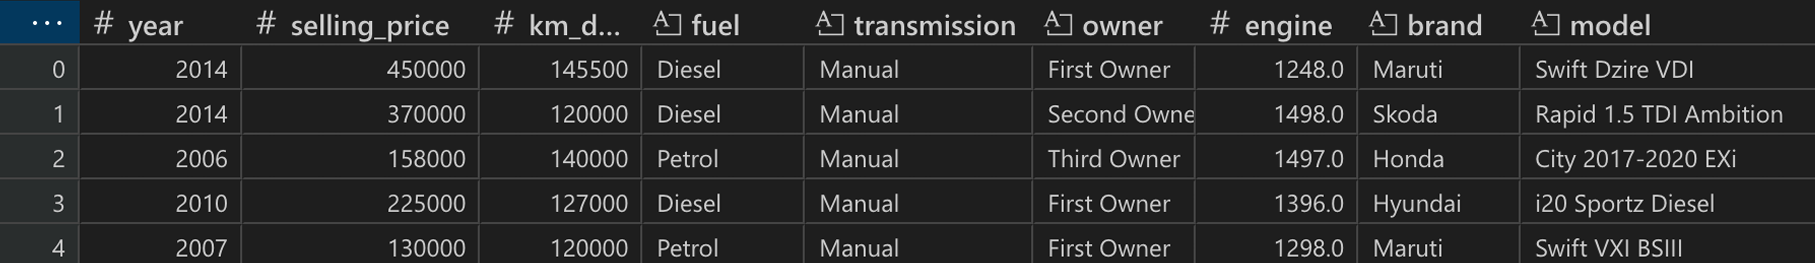 ... # year # selling_price # km_d... fuel transmission owner # engine brand model
0 2014 450000 145500 Diesel Manual First Owner 1248.0 Maruti Swift Dzire VDI
1 2014 370000 120000 Diesel Manual Second Owne 1498.0 Skoda Rapid 1.5 TDI Ambition
2 2006 158000 140000 Petrol Manual Third Owner 1497.0 Honda City 2017-2020 EXi
3 2010 225000 127000 Diesel Manual First Owner 1396.0 Hyundai i20 Sportz Diesel
4 2007 130000 120000 Petrol Manual First Owner 1298.0 Maruti Swift VXI BSIII